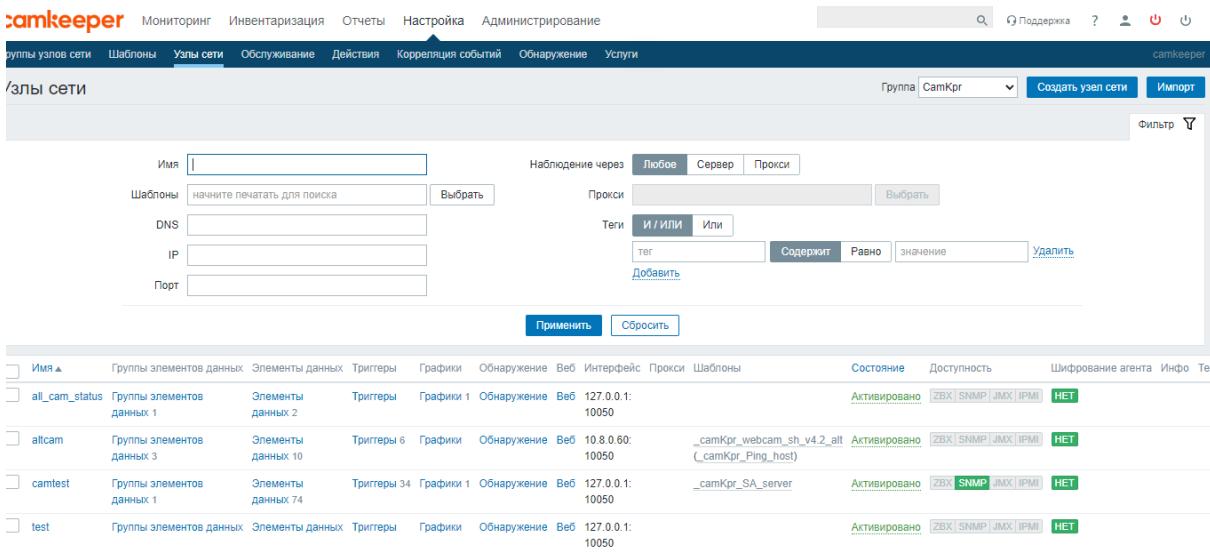 camkeeper Мониторинг Инвентаризация Отчеты Настройка Администрирование Поддержка ?
руппы узлов сети Шаблоны Узлы сети Обслуживание Действия Корреляция событий Обнаружение Услуги camkeeper
Узлы сети Группа CamKpr Создать узел сети Импорт
Фильтр
Имя Наблюдение через Любое Сервер Прокси
Шаблоны начните печатать для поиска Выбрать Прокси Выбрать
DNS Теги И / ИЛИ Или
IP тег Содержит Равно значение Удалить
Добавить
Порт
Применить Сбросить
Имя Группы элементов данных Элементы данных Триггеры Графики Обнаружение Веб Интерфейс Прокси Шаблоны Состояние Доступность Шифрование агента Инфо Те
all_cam_status Группы элементов Элементы Триггеры Графики 1 Обнаружение Веб 127.0.0.1: Активировано ZBX SNMP JMX IPMI НЕТ
данных 1 данных 2 10050
altcam Группы элементов Элементы Триггеры 6 Графики Обнаружение Веб 10.8.0.60: _camKpr_webcam_sh_v4.2_alt Активировано ZBX SNMP JMX IPMI НЕТ
данных 3 данных 10 10050 (_camKpr_Ping_host)
camtest Группы элементов Элементы Триггеры 34 Графики 1 Обнаружение Веб 127.0.0.1: _camKpr_SA_server Активировано ZBX SNMP JMX IPMI НЕТ
данных 1 данных 74 10050
test Группы элементов данных Элементы данных Триггеры Графики Обнаружение Веб 127.0.0.1: Активировано ZBX SNMP JMX IPMI НЕТ
10050